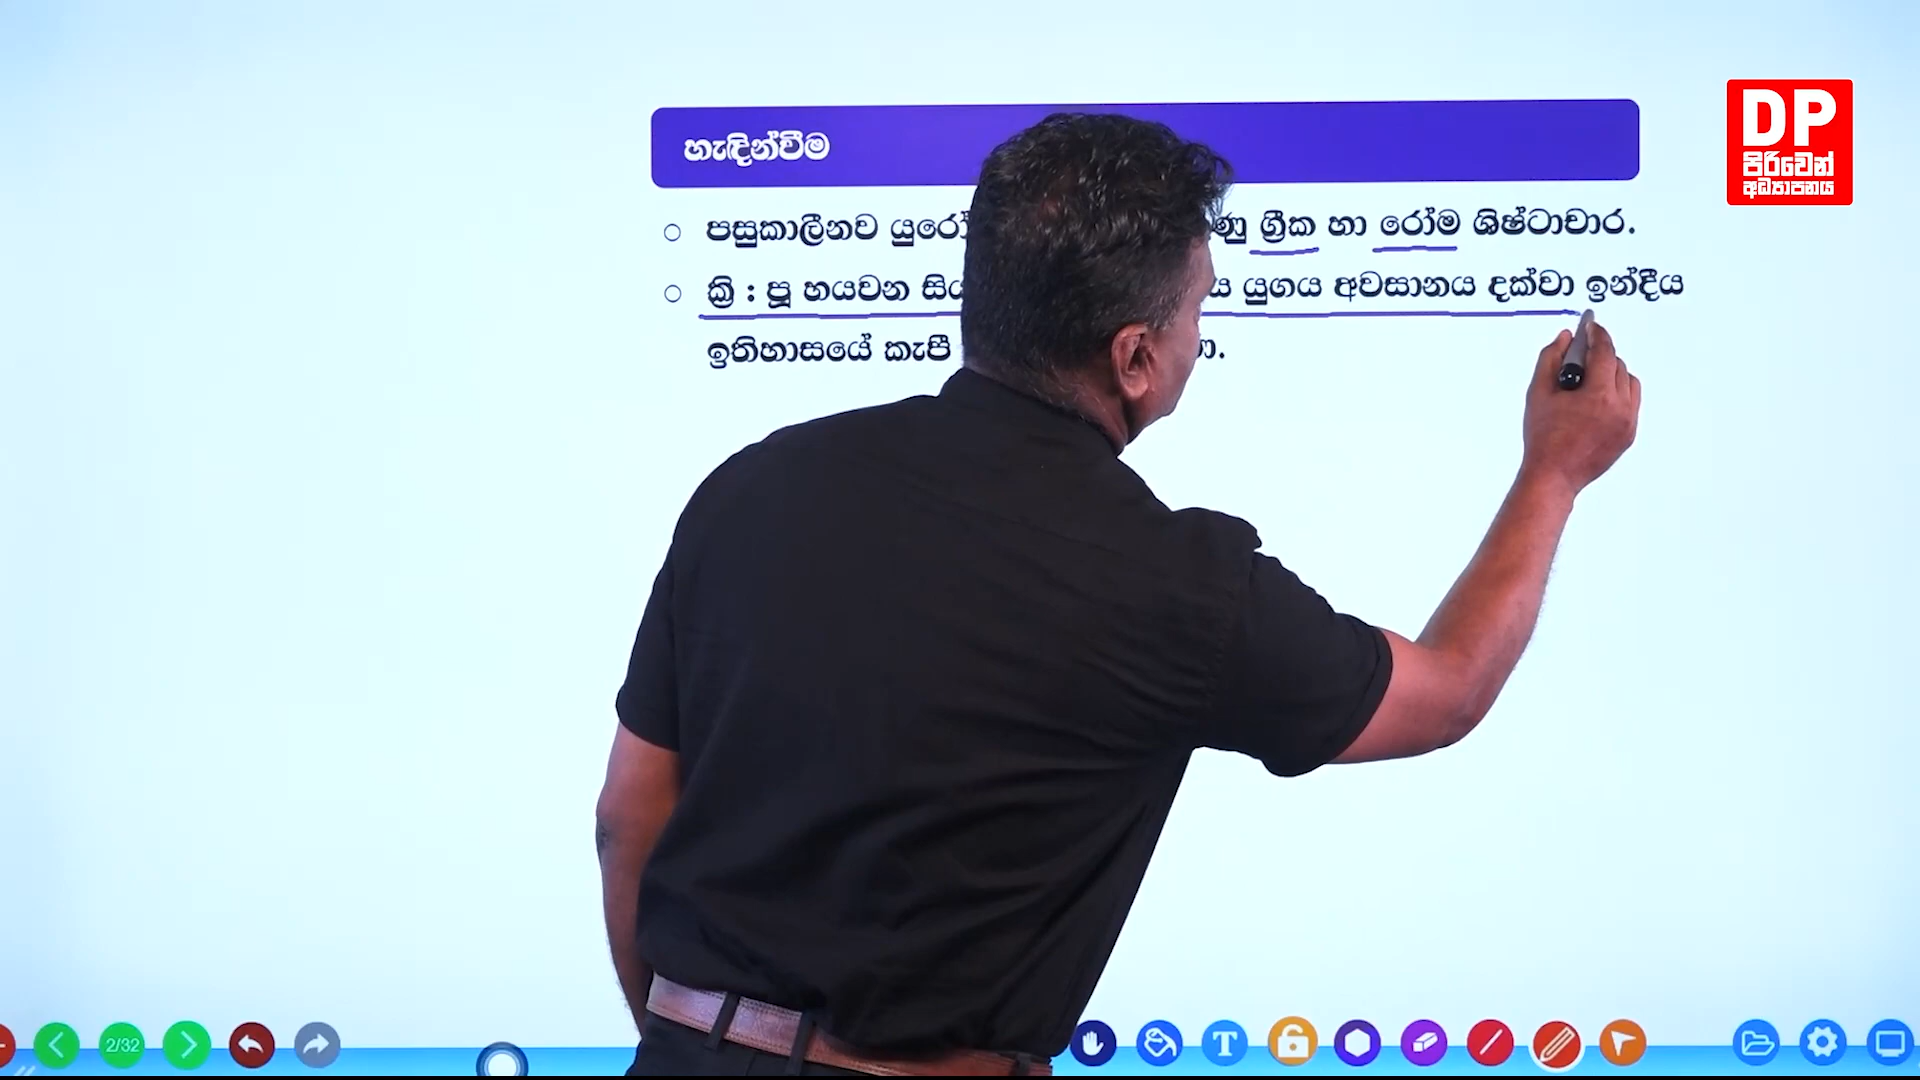 හැඳින්වීම
පසුකාලීනව ග්‍රීක හා රෝම ශිෂ්ටාචාර.
ක්‍රි : පූ හයවන යුගය අවසානය දක්වා ඉන්දීය
ඉතිහාසයේ කැපී
DP
පිරිවෙන්
අධ්‍යාපනය
2/32
T